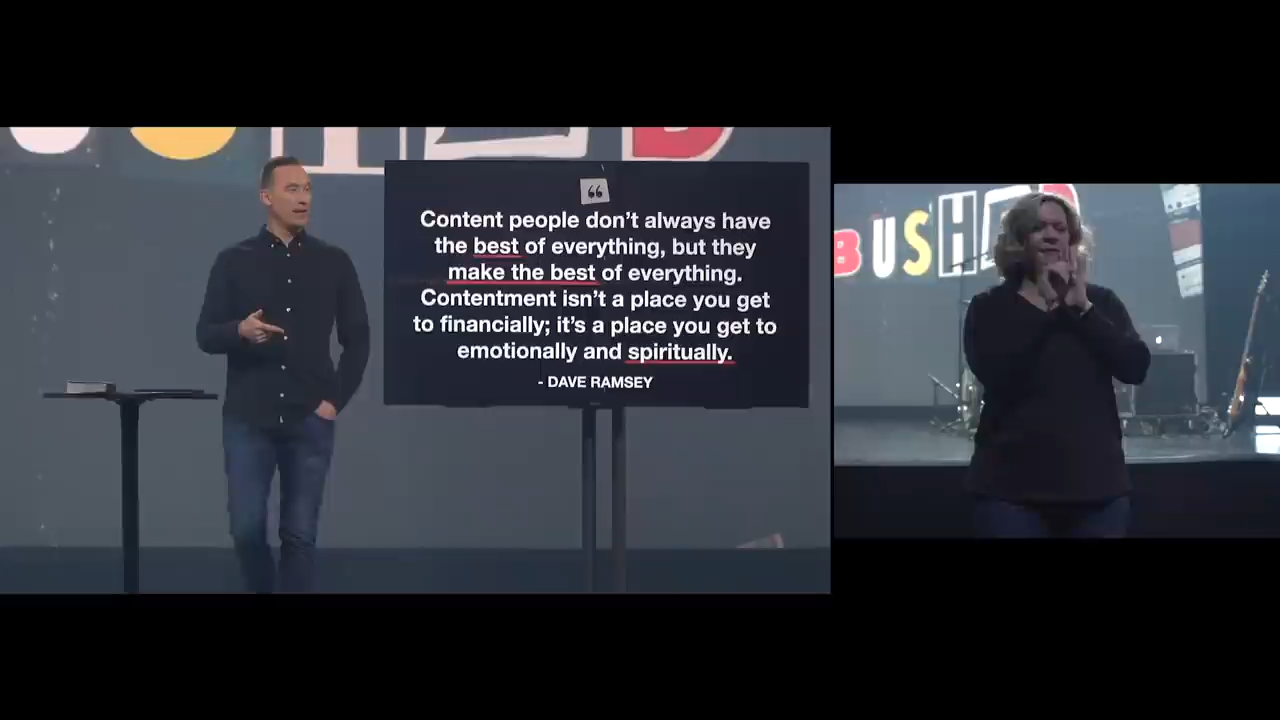 “
Content people don’t always have
the best of everything, but they
make the best of everything.
Contentment isn’t a place you get
to financially; it’s a place you get to
emotionally and spiritually.
- DAVE RAMSEY
BUSH